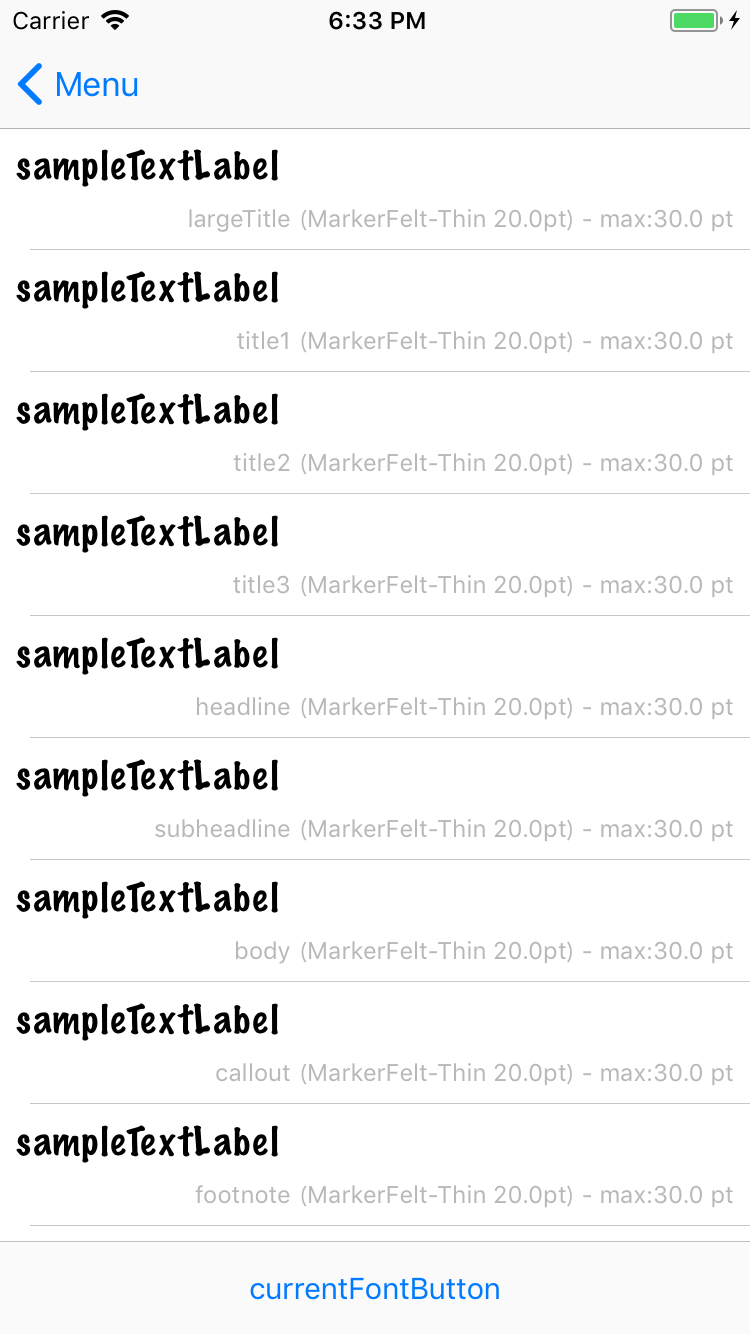 Carrier 6:33 PM
Menu
sampleTextLabel
largeTitle (MarkerFelt-Thin 20.0pt) - max:30.0 pt
sampleTextLabel
title1 (MarkerFelt-Thin 20.0pt) - max:30.0 pt
sampleTextLabel
title2 (MarkerFelt-Thin 20.0pt) - max:30.0 pt
sampleTextLabel
title3 (MarkerFelt-Thin 20.0pt) - max:30.0 pt
sampleTextLabel
headline (MarkerFelt-Thin 20.0pt) - max:30.0 pt
sampleTextLabel
subheadline (MarkerFelt-Thin 20.0pt) - max:30.0 pt
sampleTextLabel
body (MarkerFelt-Thin 20.0pt) - max:30.0 pt
sampleTextLabel
callout (MarkerFelt-Thin 20.0pt) - max:30.0 pt
sampleTextLabel
footnote (MarkerFelt-Thin 20.0pt) - max:30.0 pt
currentFontButton